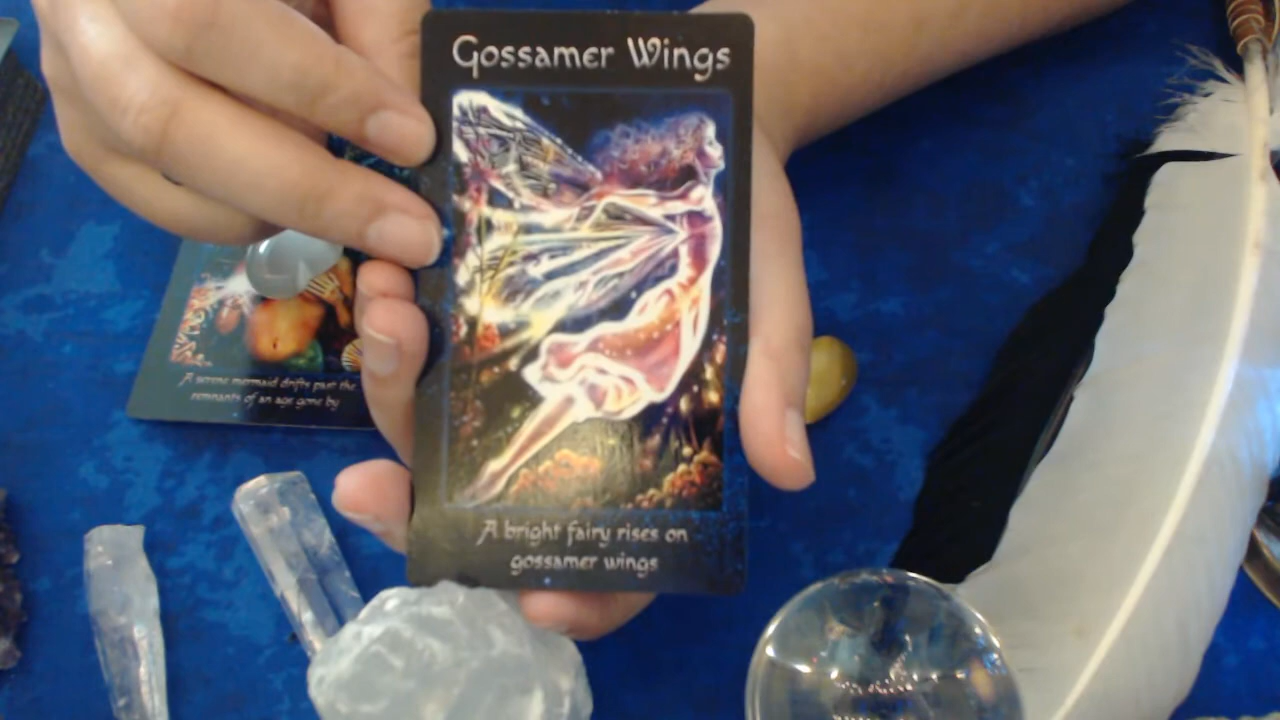 Gossamer Wings
A bright fairy rises on
gossamer wings
A serene mermaid drifts past the
remnants of an age gone by